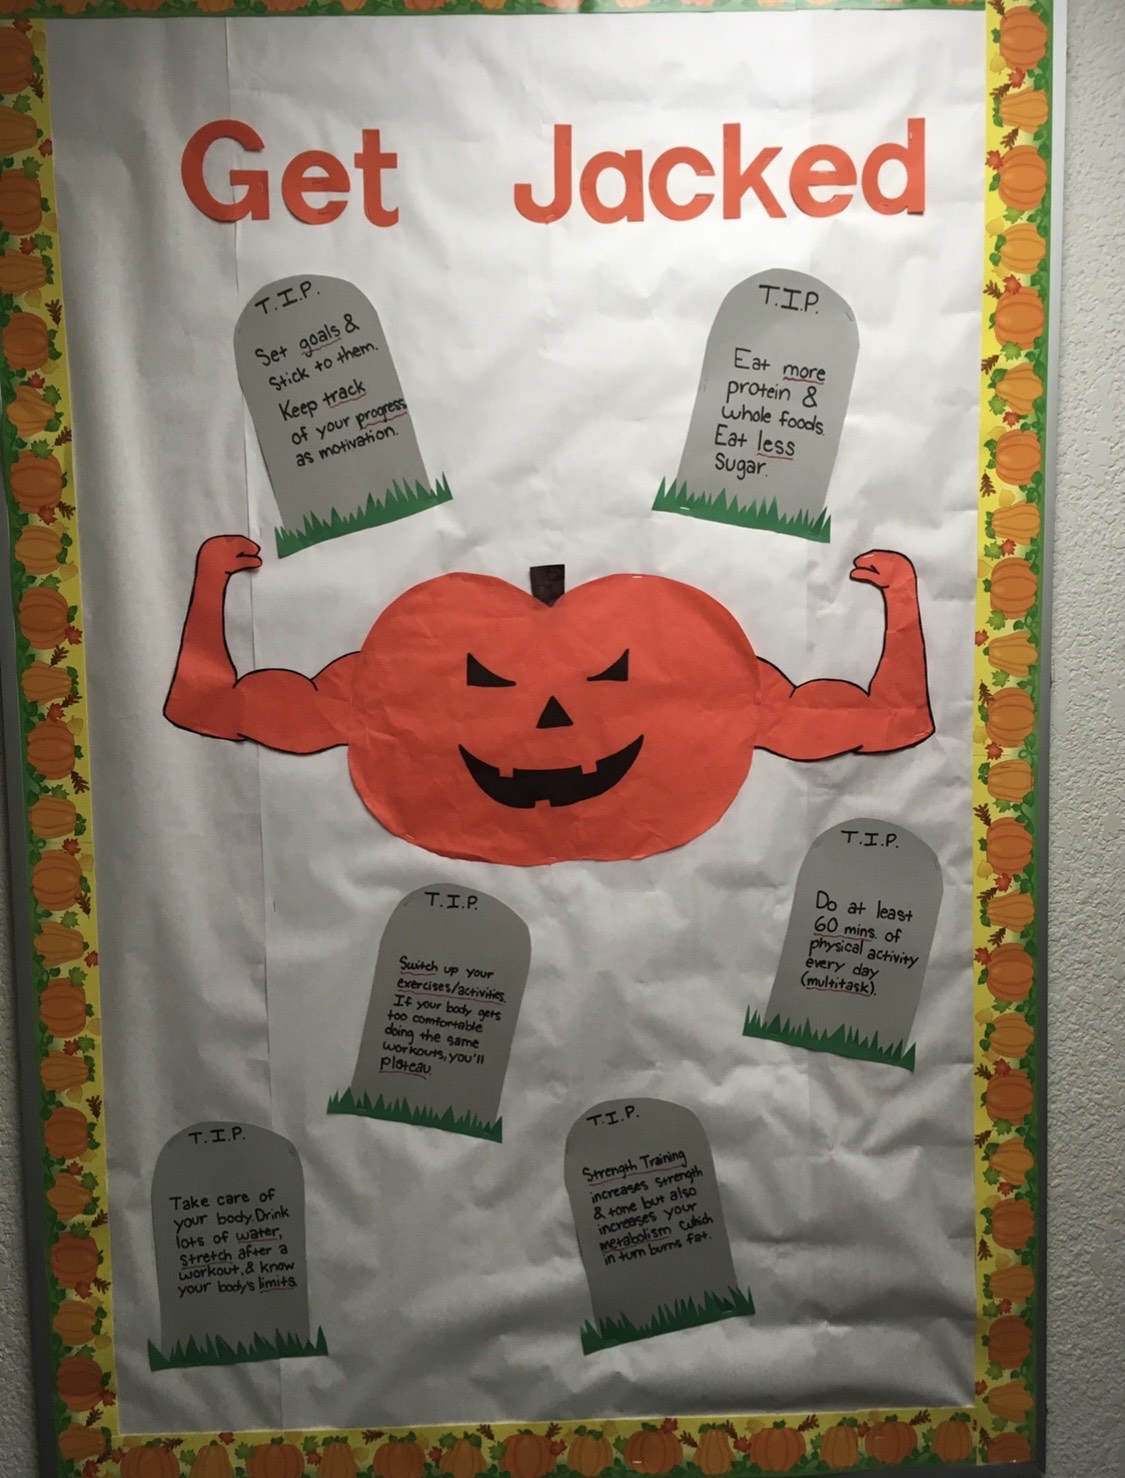 Get Jacked
T.I.P.
Set goals &
stick to them.
Keep track
of your progress
as motivation.
T.I.P.
Eat more
protein &
whole foods.
Eat less
sugar.
T.I.P.
Do at least
60 mins. of
physical activity
every day
(multitask).
T.I.P.
Switch up your
exercises/activities.
If your body gets
too comfortable
doing the same
workouts, you'll
plateau.
T.I.P.
Take care of
your body. Drink
lots of water,
stretch after a
workout, & know
your body's limits.
T.I.P.
Strength Training
increases strength
& tone but also
increases your
metabolism which
in turn burns fat.